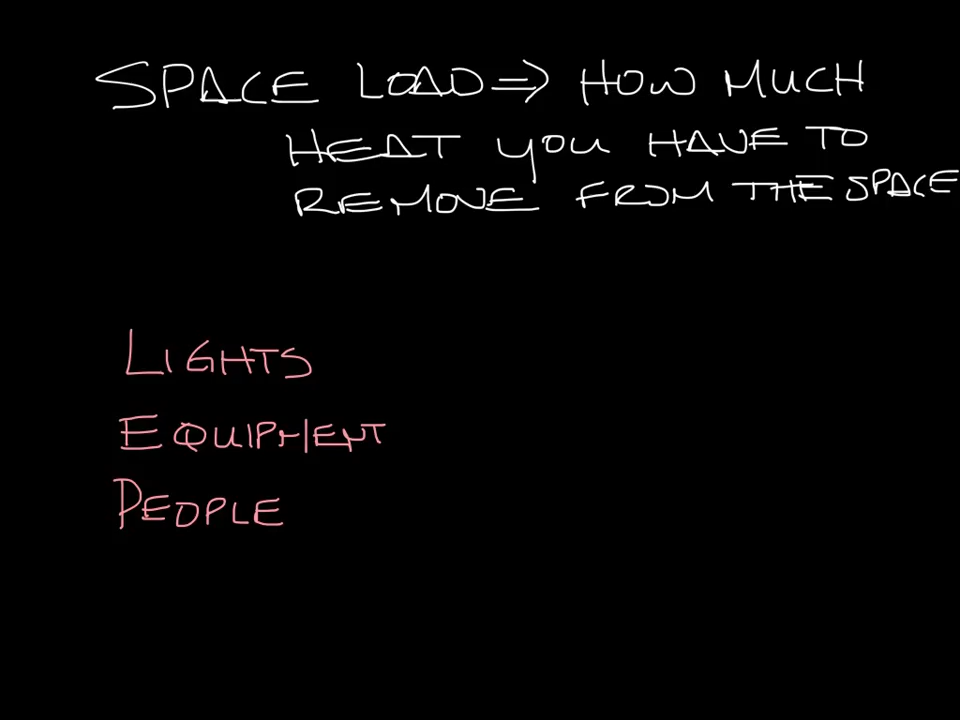 SPACE LOAD => HOW MUCH
HEAT YOU HAVE TO
REMOVE FROM THE SPACE
LIGHTS
EQUIPMENT
PEOPLE